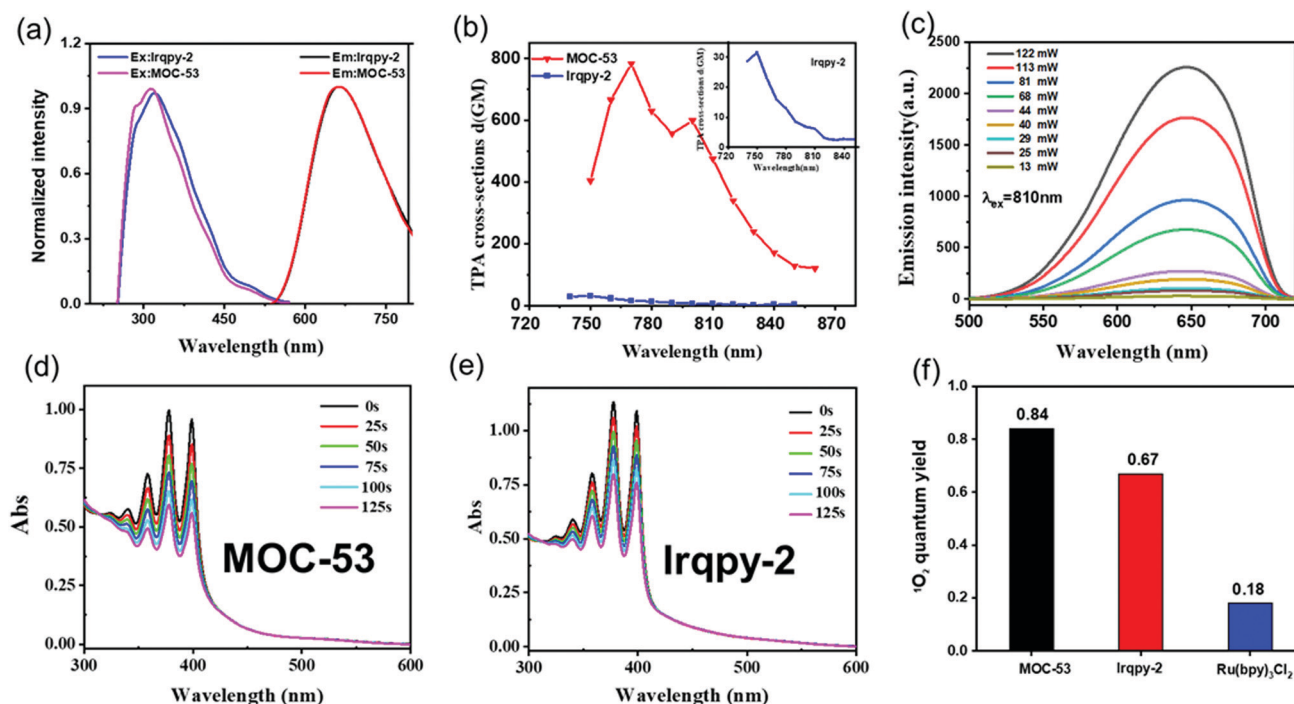 (a)
Ex:Irqpy-2 Em:Irqpy-2
Ex:MOC-53 Em:MOC-53
Normalized intensity
1.2
0.9
0.6
0.3
0.0
300 450 600 750
Wavelength (nm)
(b)
MOC-53
Irqpy-2
TPA cross-sections d(GM)
800
600
400
200
0
720 750 780 810 840 870
Wavelength (nm)
Irqpy-2
TPA cross-sections d(GM)
30
20
10
0
720 760 800 840
Wavelength(nm)
(c)
122 mW
113 mW
81 mW
68 mW
44 mW
40 mW
29 mW
25 mW
13 mW
λex=810nm
Emission intensity(a.u.)
2500
2250
2000
1750
1500
1250
1000
750
500
250
0
500 550 600 650 700
Wavelength (nm)
(d)
0s
25s
50s
75s
100s
125s
MOC-53
Abs
1.00
0.75
0.50
0.25
0.00
300 400 500 600
Wavelength (nm)
(e)
0s
25s
50s
75s
100s
125s
Irqpy-2
Abs
1.00
0.75
0.50
0.25
0.00
300 400 500 600
Wavelength (nm)
(f)
¹O₂ quantum yield
1.0
0.8
0.6
0.4
0.2
0.0
0.84
0.67
0.18
MOC-53 Irqpy-2 Ru(bpy)₃Cl₂